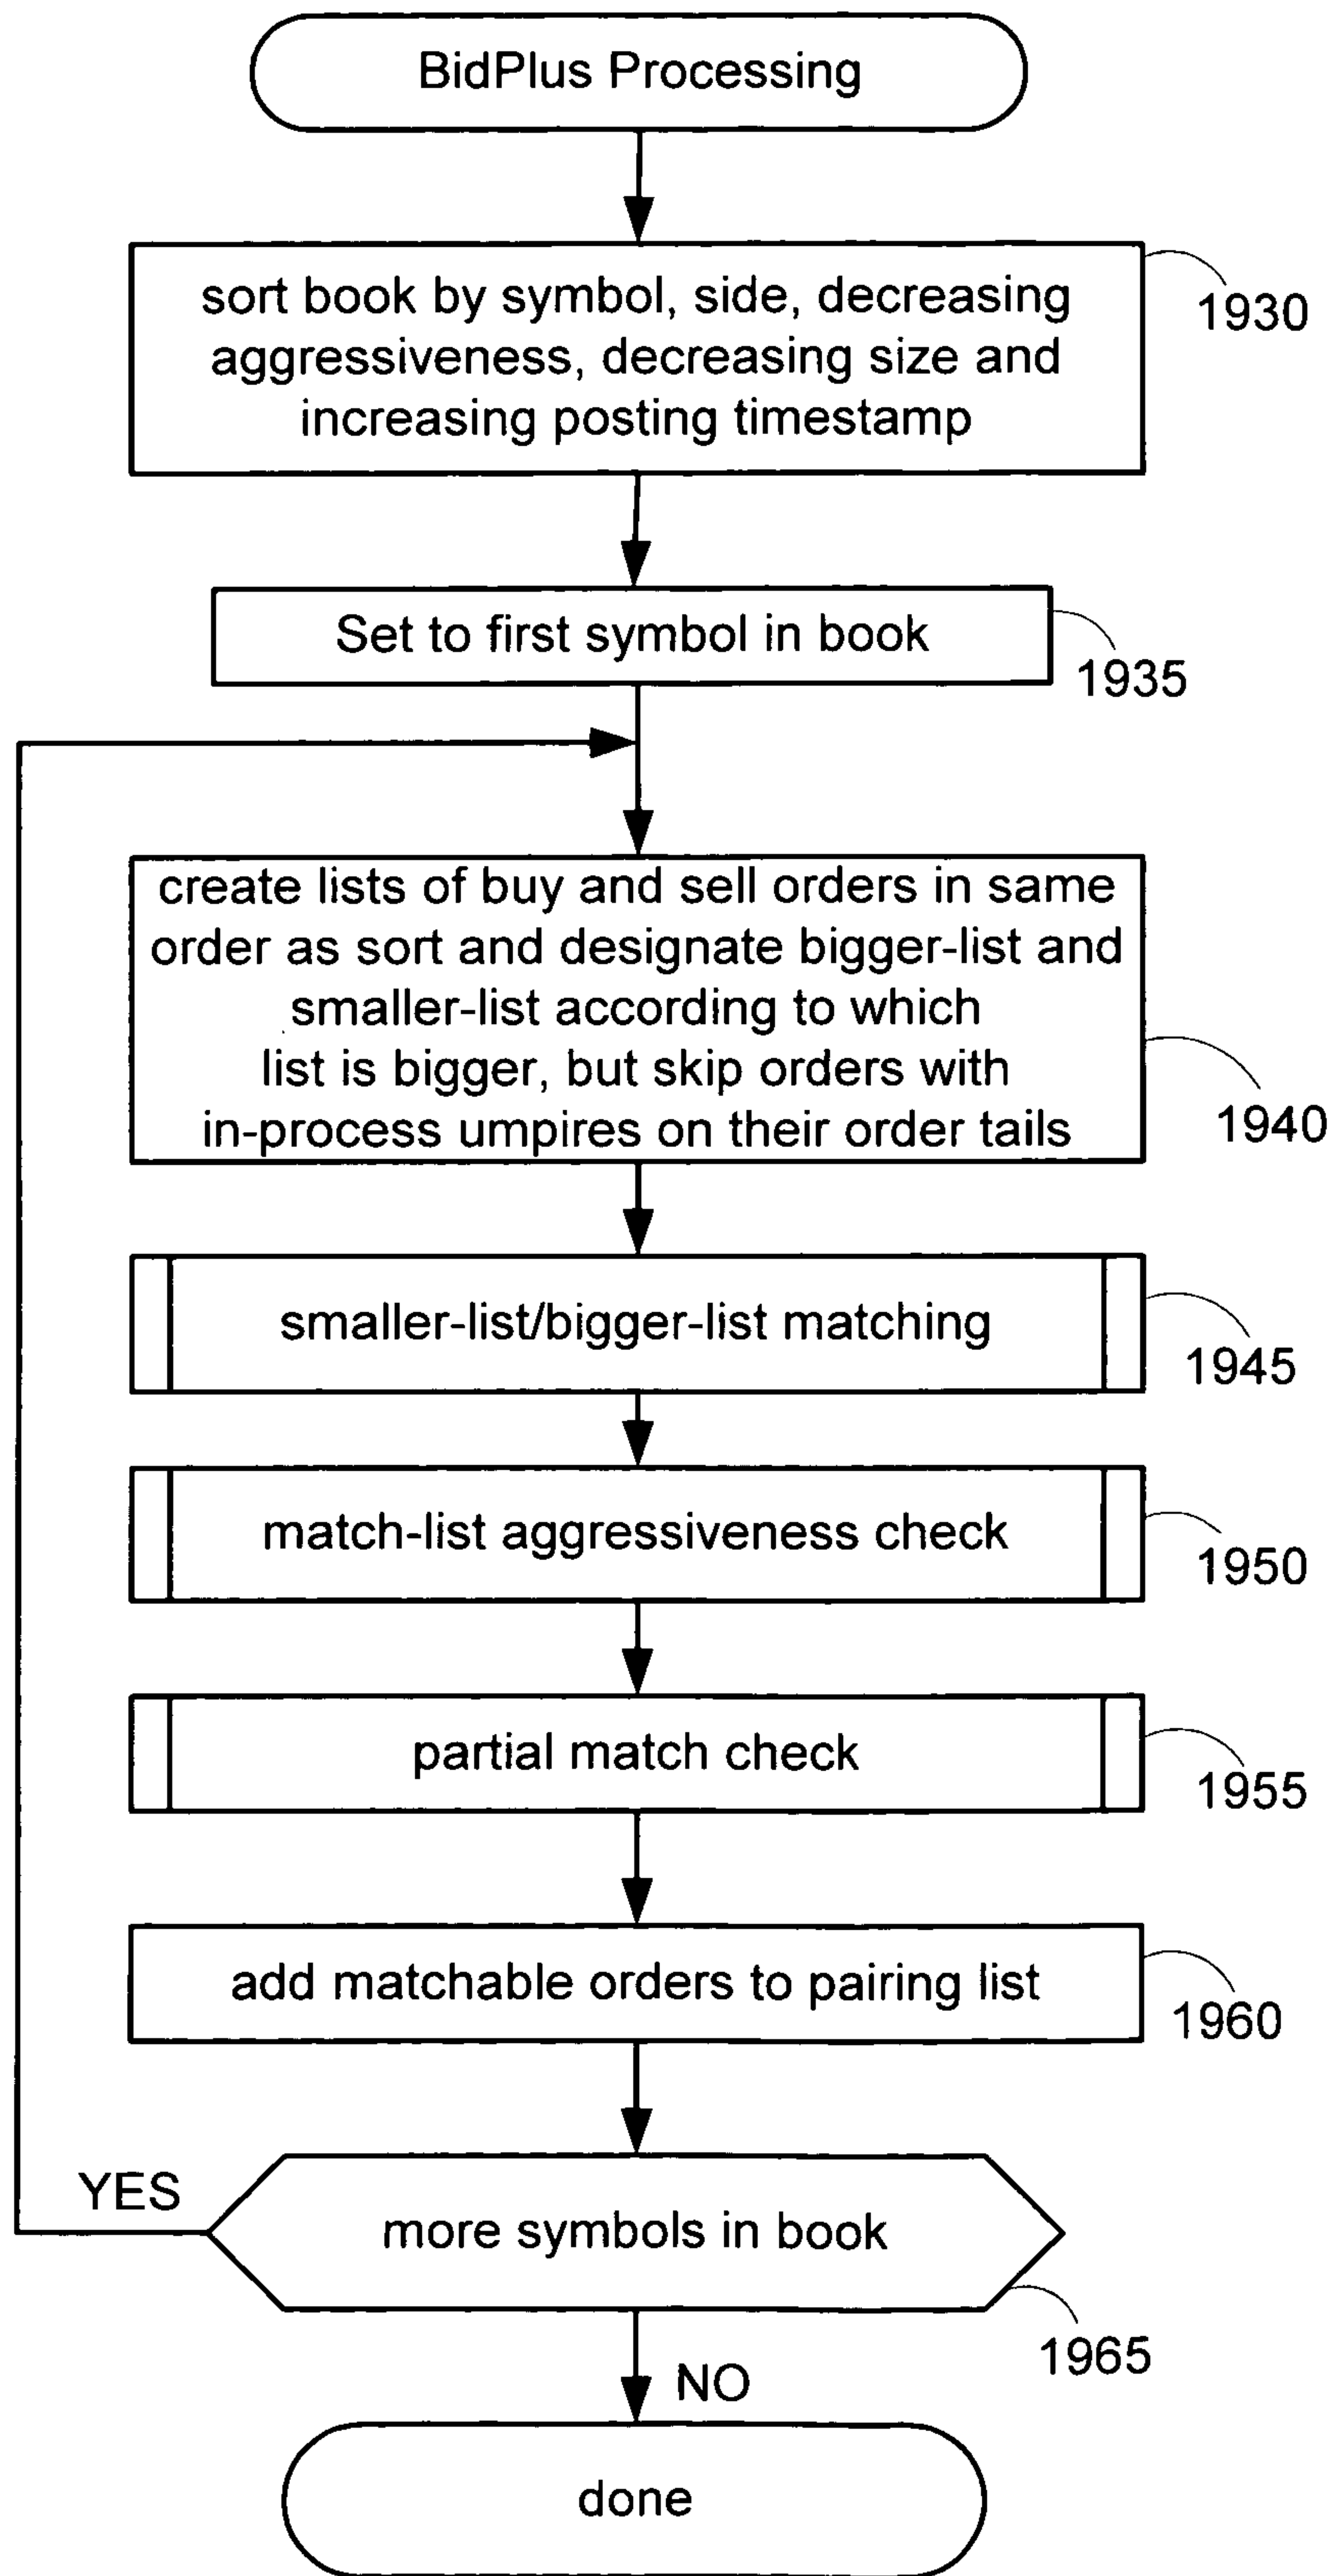 BidPlus Processing
sort book by symbol, side, decreasing
aggressiveness, decreasing size and
increasing posting timestamp
1930
Set to first symbol in book
1935
create lists of buy and sell orders in same
order as sort and designate bigger-list and
smaller-list according to which
list is bigger, but skip orders with
in-process umpires on their order tails
1940
smaller-list/bigger-list matching
1945
match-list aggressiveness check
1950
partial match check
1955
add matchable orders to pairing list
1960
YES
more symbols in book
1965
NO
done